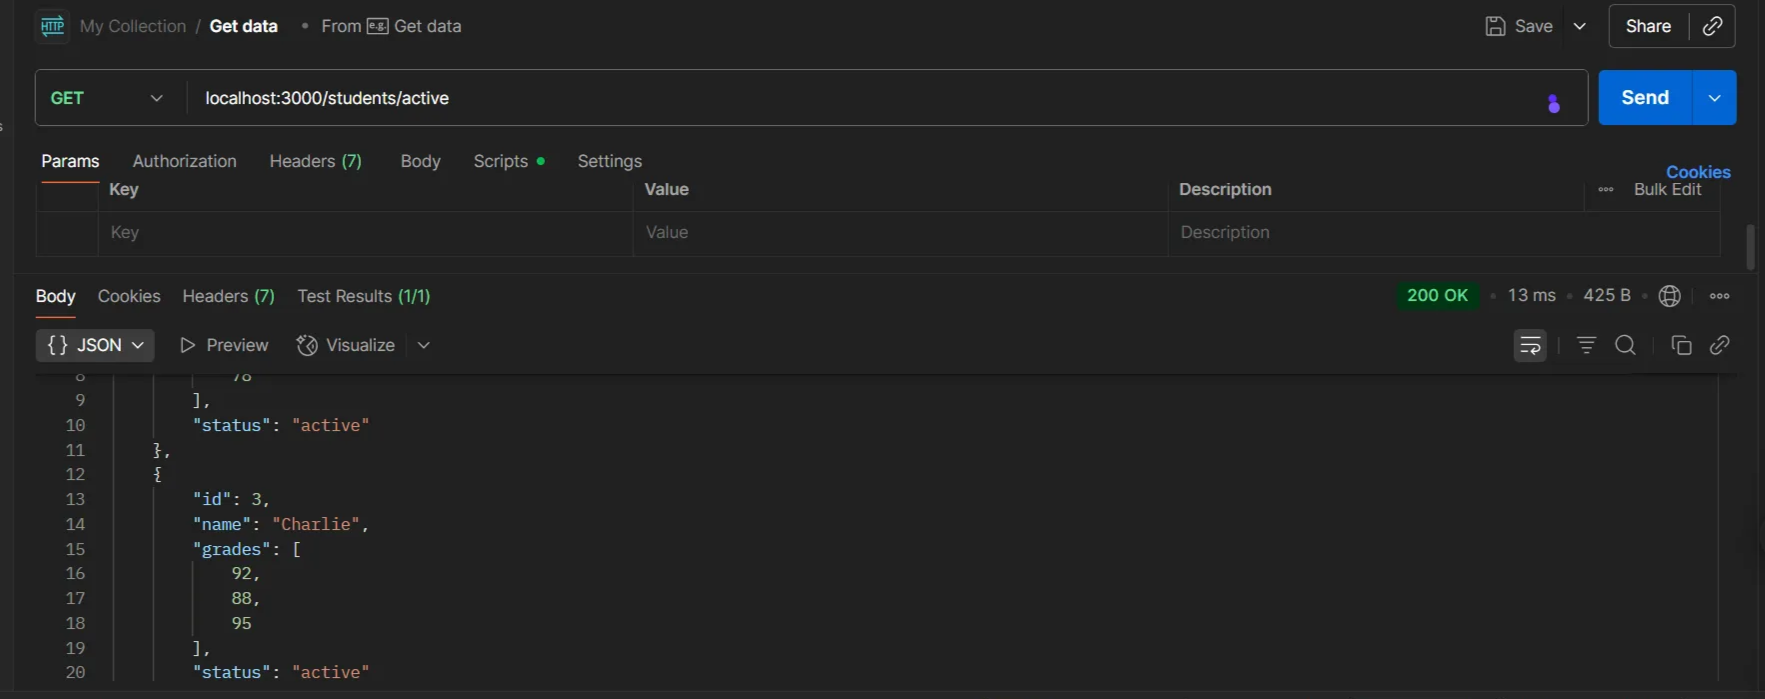 HTTP My Collection / Get data • From e.g. Get data Save Share
GET localhost:3000/students/active Send
Params Authorization Headers (7) Body Scripts Settings Cookies
Key Value Description Bulk Edit
Key Value Description
Body Cookies Headers (7) Test Results (1/1) 200 OK • 13 ms • 425 B
{} JSON Preview Visualize
8 78
9 ],
10 "status": "active"
11 },
12 {
13 "id": 3,
14 "name": "Charlie",
15 "grades": [
16 92,
17 88,
18 95
19 ],
20 "status": "active"